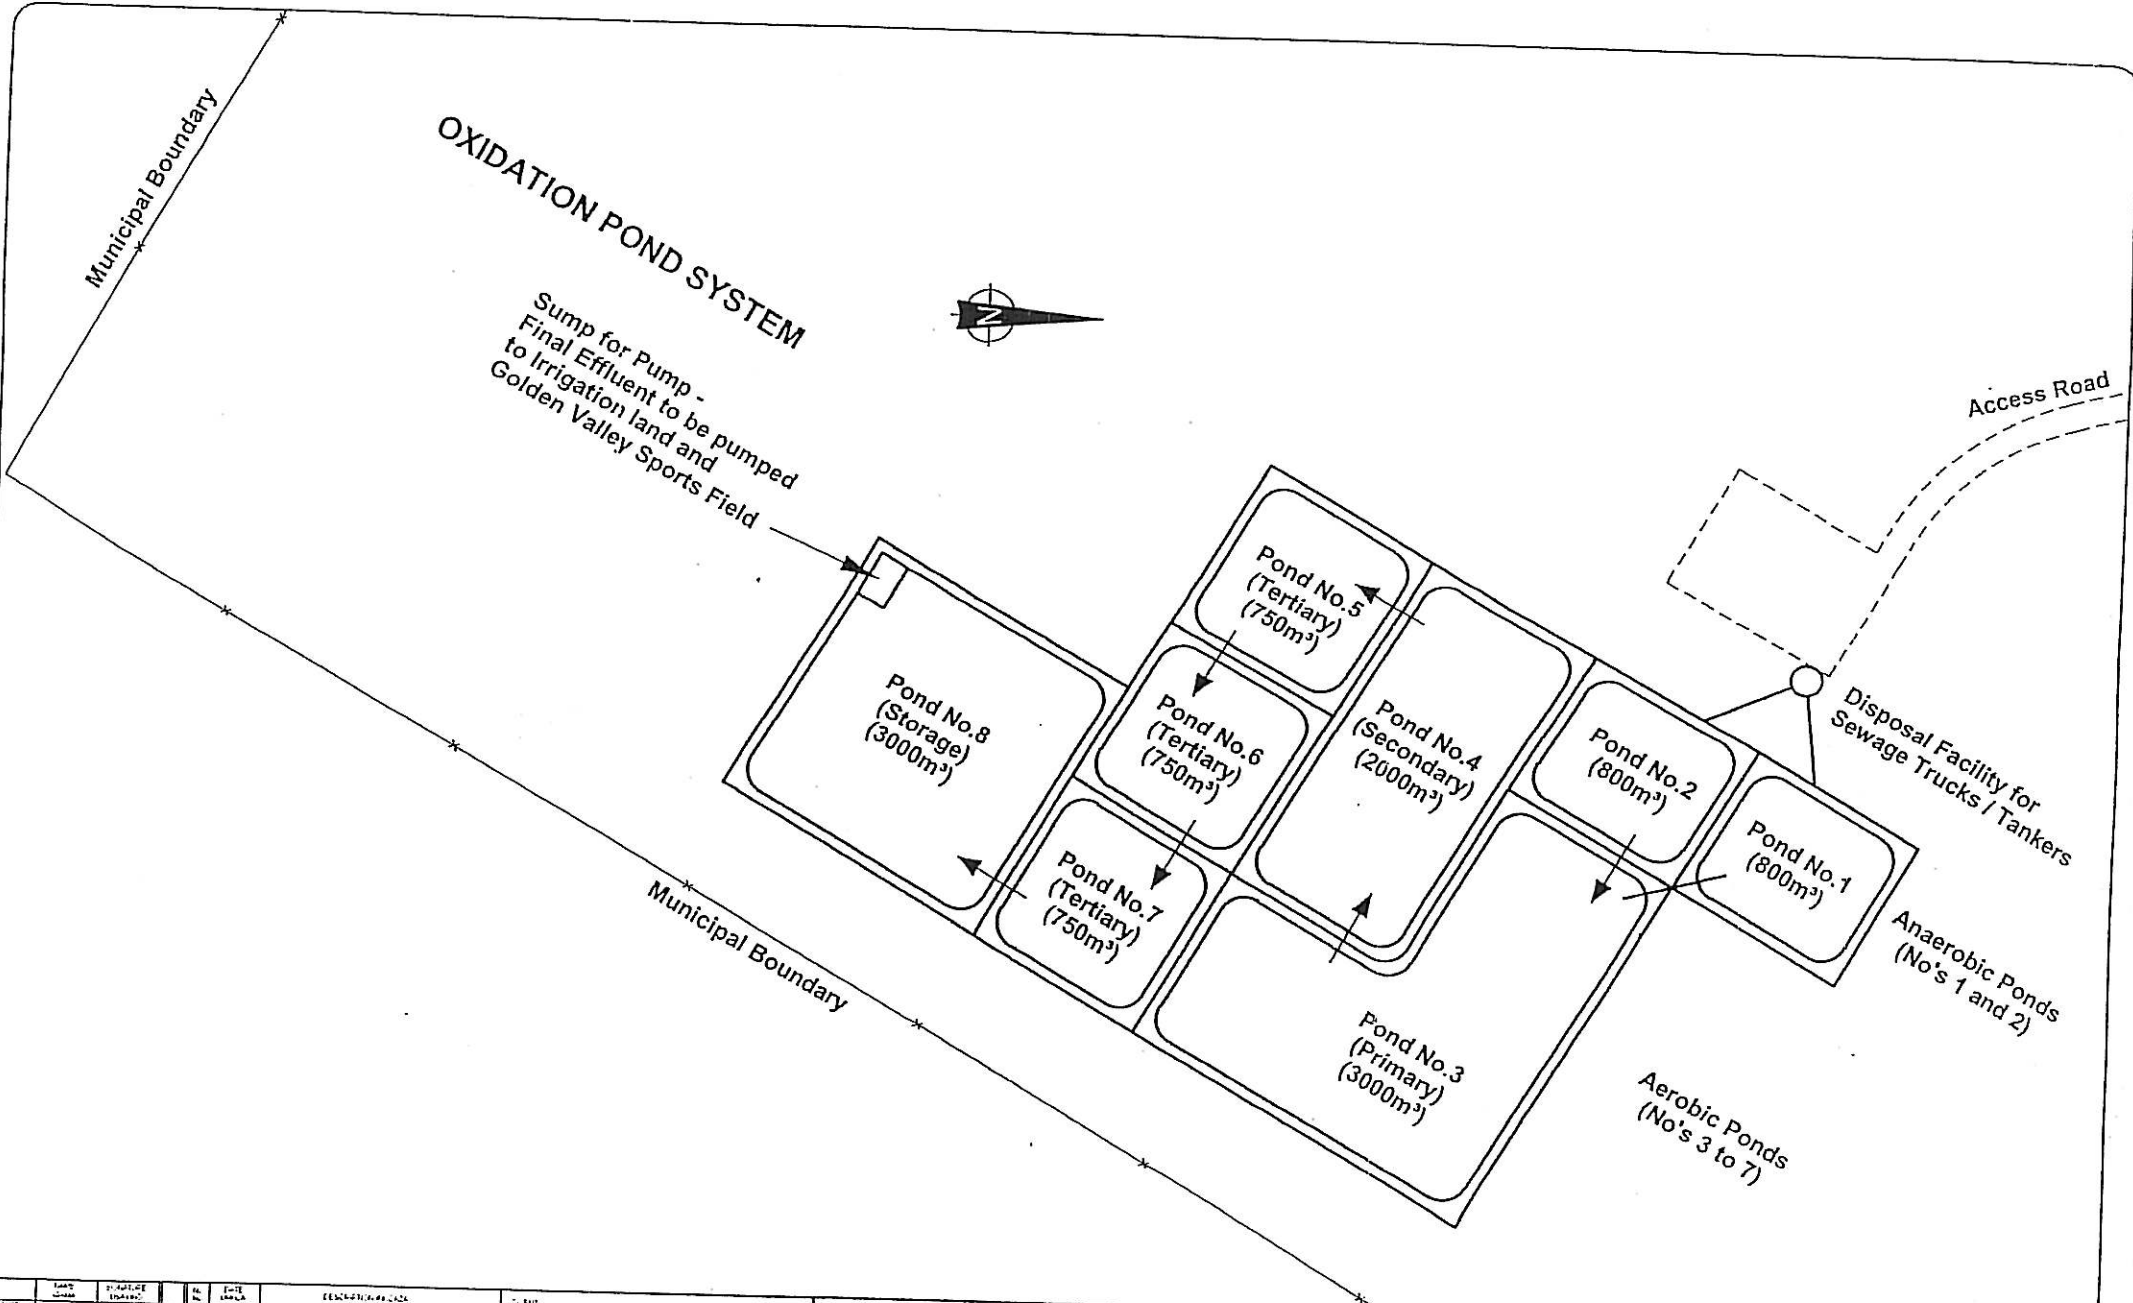 Municipal Boundary
OXIDATION POND SYSTEM
Sump for Pump -
Final Effluent to be pumped
to Irrigation land and
Golden Valley Sports Field
N
Access Road
Pond No.5
(Tertiary)
(750m³)
Pond No.6
(Tertiary)
(750m³)
Pond No.7
(Tertiary)
(750m³)
Pond No.8
(Storage)
(3000m³)
Pond No.4
(Secondary)
(2000m³)
Pond No.2
(800m³)
Pond No.1
(800m³)
Disposal Facility for
Sewage Trucks / Tankers
Anaerobic Ponds
(No's 1 and 2)
Pond No.3
(Primary)
(3000m³)
Aerobic Ponds
(No's 3 to 7)
Municipal Boundary